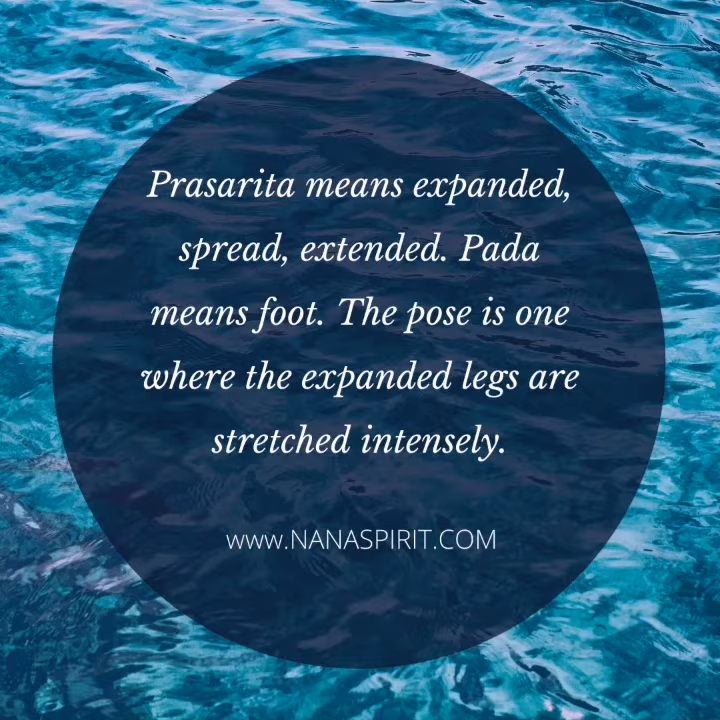 Prasarita means expanded,
spread, extended. Pada
means foot. The pose is one
where the expanded legs are
stretched intensely.
www.NANASPIRIT.COM